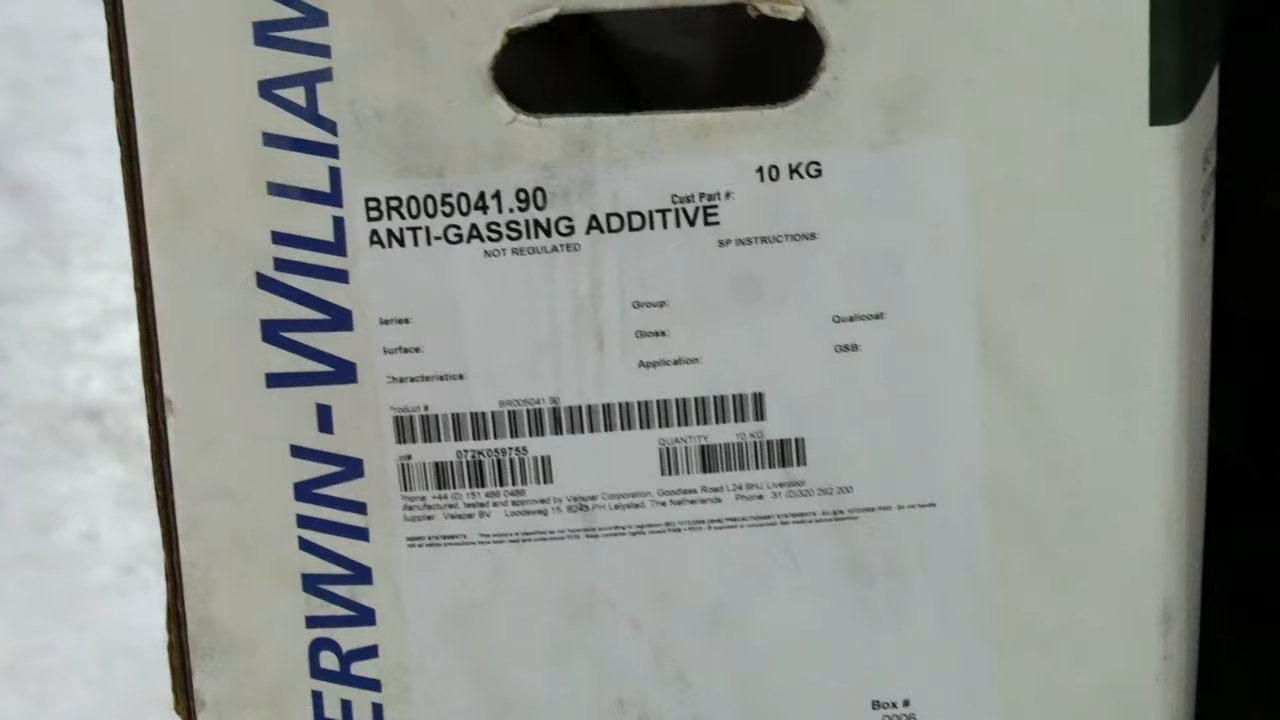 ERWIN-WILLIAM
10 KG
BR005041.90
Cust Part #:
ANTI-GASSING ADDITIVE
NOT REGULATED
SP INSTRUCTIONS:
Series:
Group:
Qualicoat:
Surface:
Gloss:
GSB:
Characteristics:
Application:
Product #
BR005041.90
072K059755
QUANTITY
10 KG
Phone: +44 (0) 151 486 0486
Manufactured, tested and approved by Valspar Corporation, Goodlass Road L24 9HJ Liverpool
Supplier: Valspar BV Loodsweg 15, 8243 PH Lelystad, The Netherlands Phone: 31 (0)320 292 200
Box #
0006